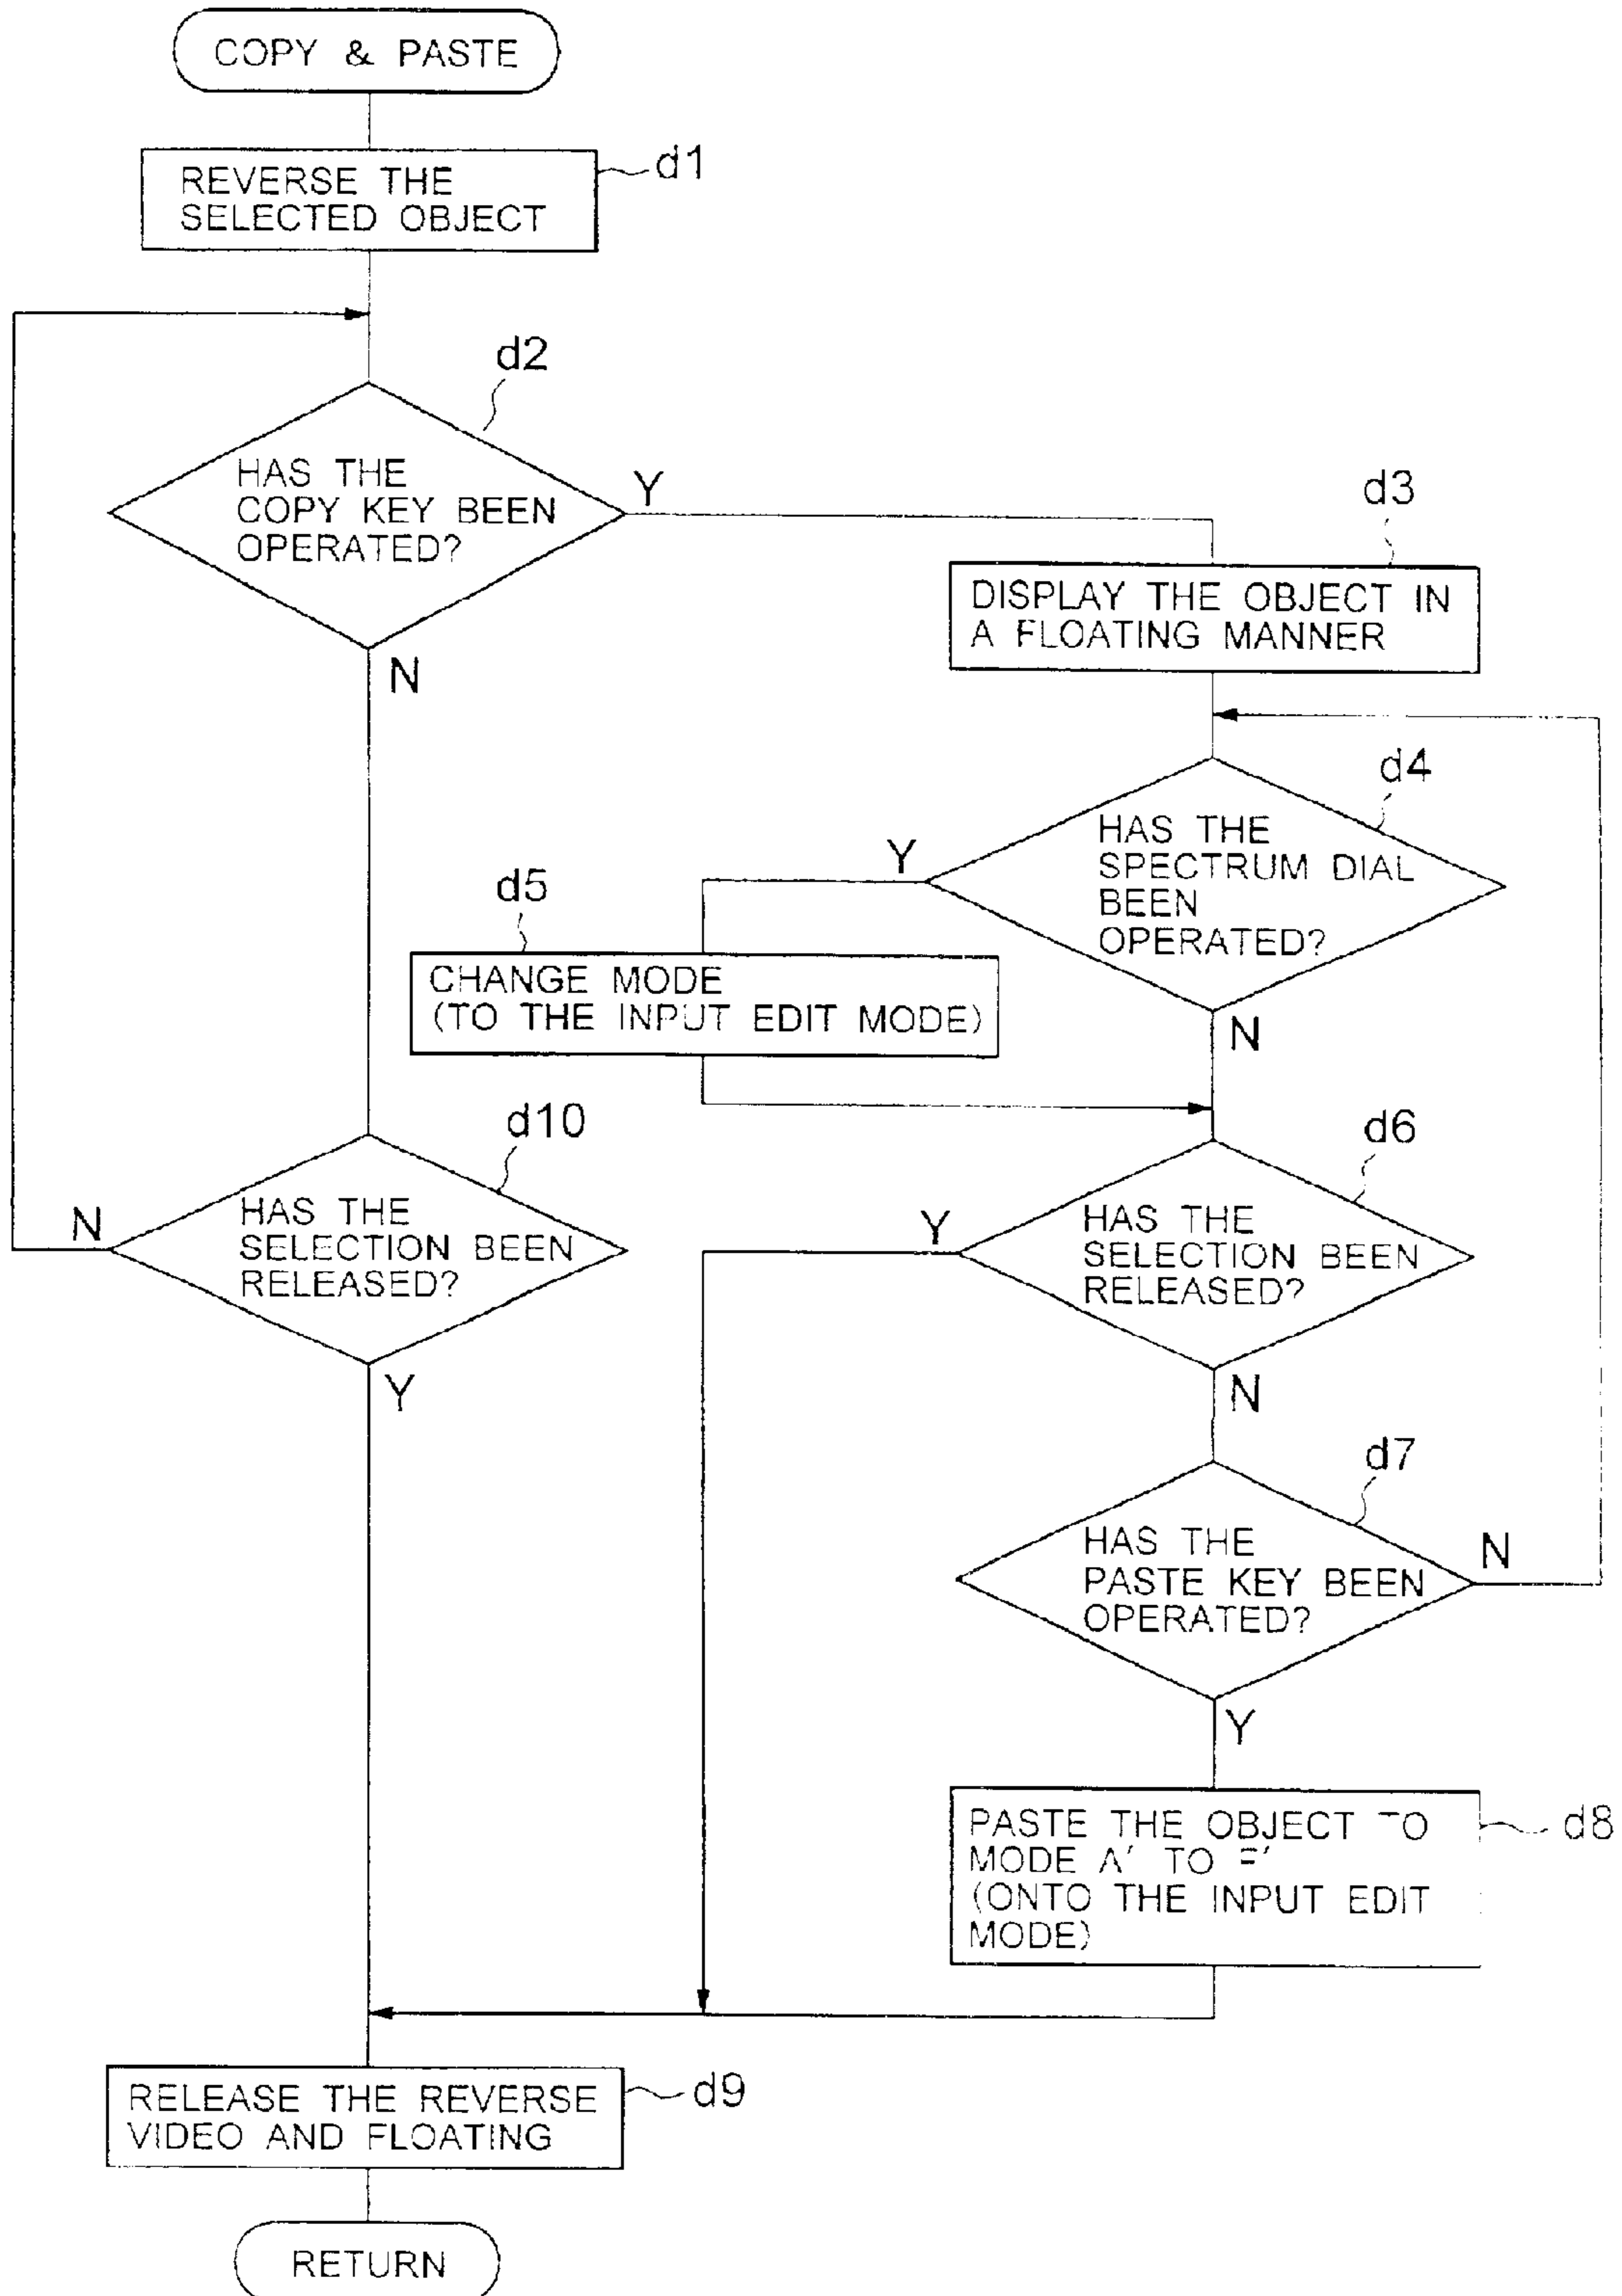 COPY & PASTE
REVERSE THE
SELECTED OBJECT
d1
d2
HAS THE
COPY KEY BEEN
OPERATED?
Y
N
d3
DISPLAY THE OBJECT IN
A FLOATING MANNER
d4
HAS THE
SPECTRUM DIAL
BEEN
OPERATED?
Y
N
d5
CHANGE MODE
(TO THE INPUT EDIT MODE)
d10
HAS THE
SELECTION BEEN
RELEASED?
N
Y
d6
HAS THE
SELECTION BEEN
RELEASED?
Y
N
d7
HAS THE
PASTE KEY BEEN
OPERATED?
N
Y
PASTE THE OBJECT TO
MODE A' TO
(ONTO THE INPUT EDIT
MODE)
d8
RELEASE THE REVERSE
VIDEO AND FLOATING
d9
RETURN